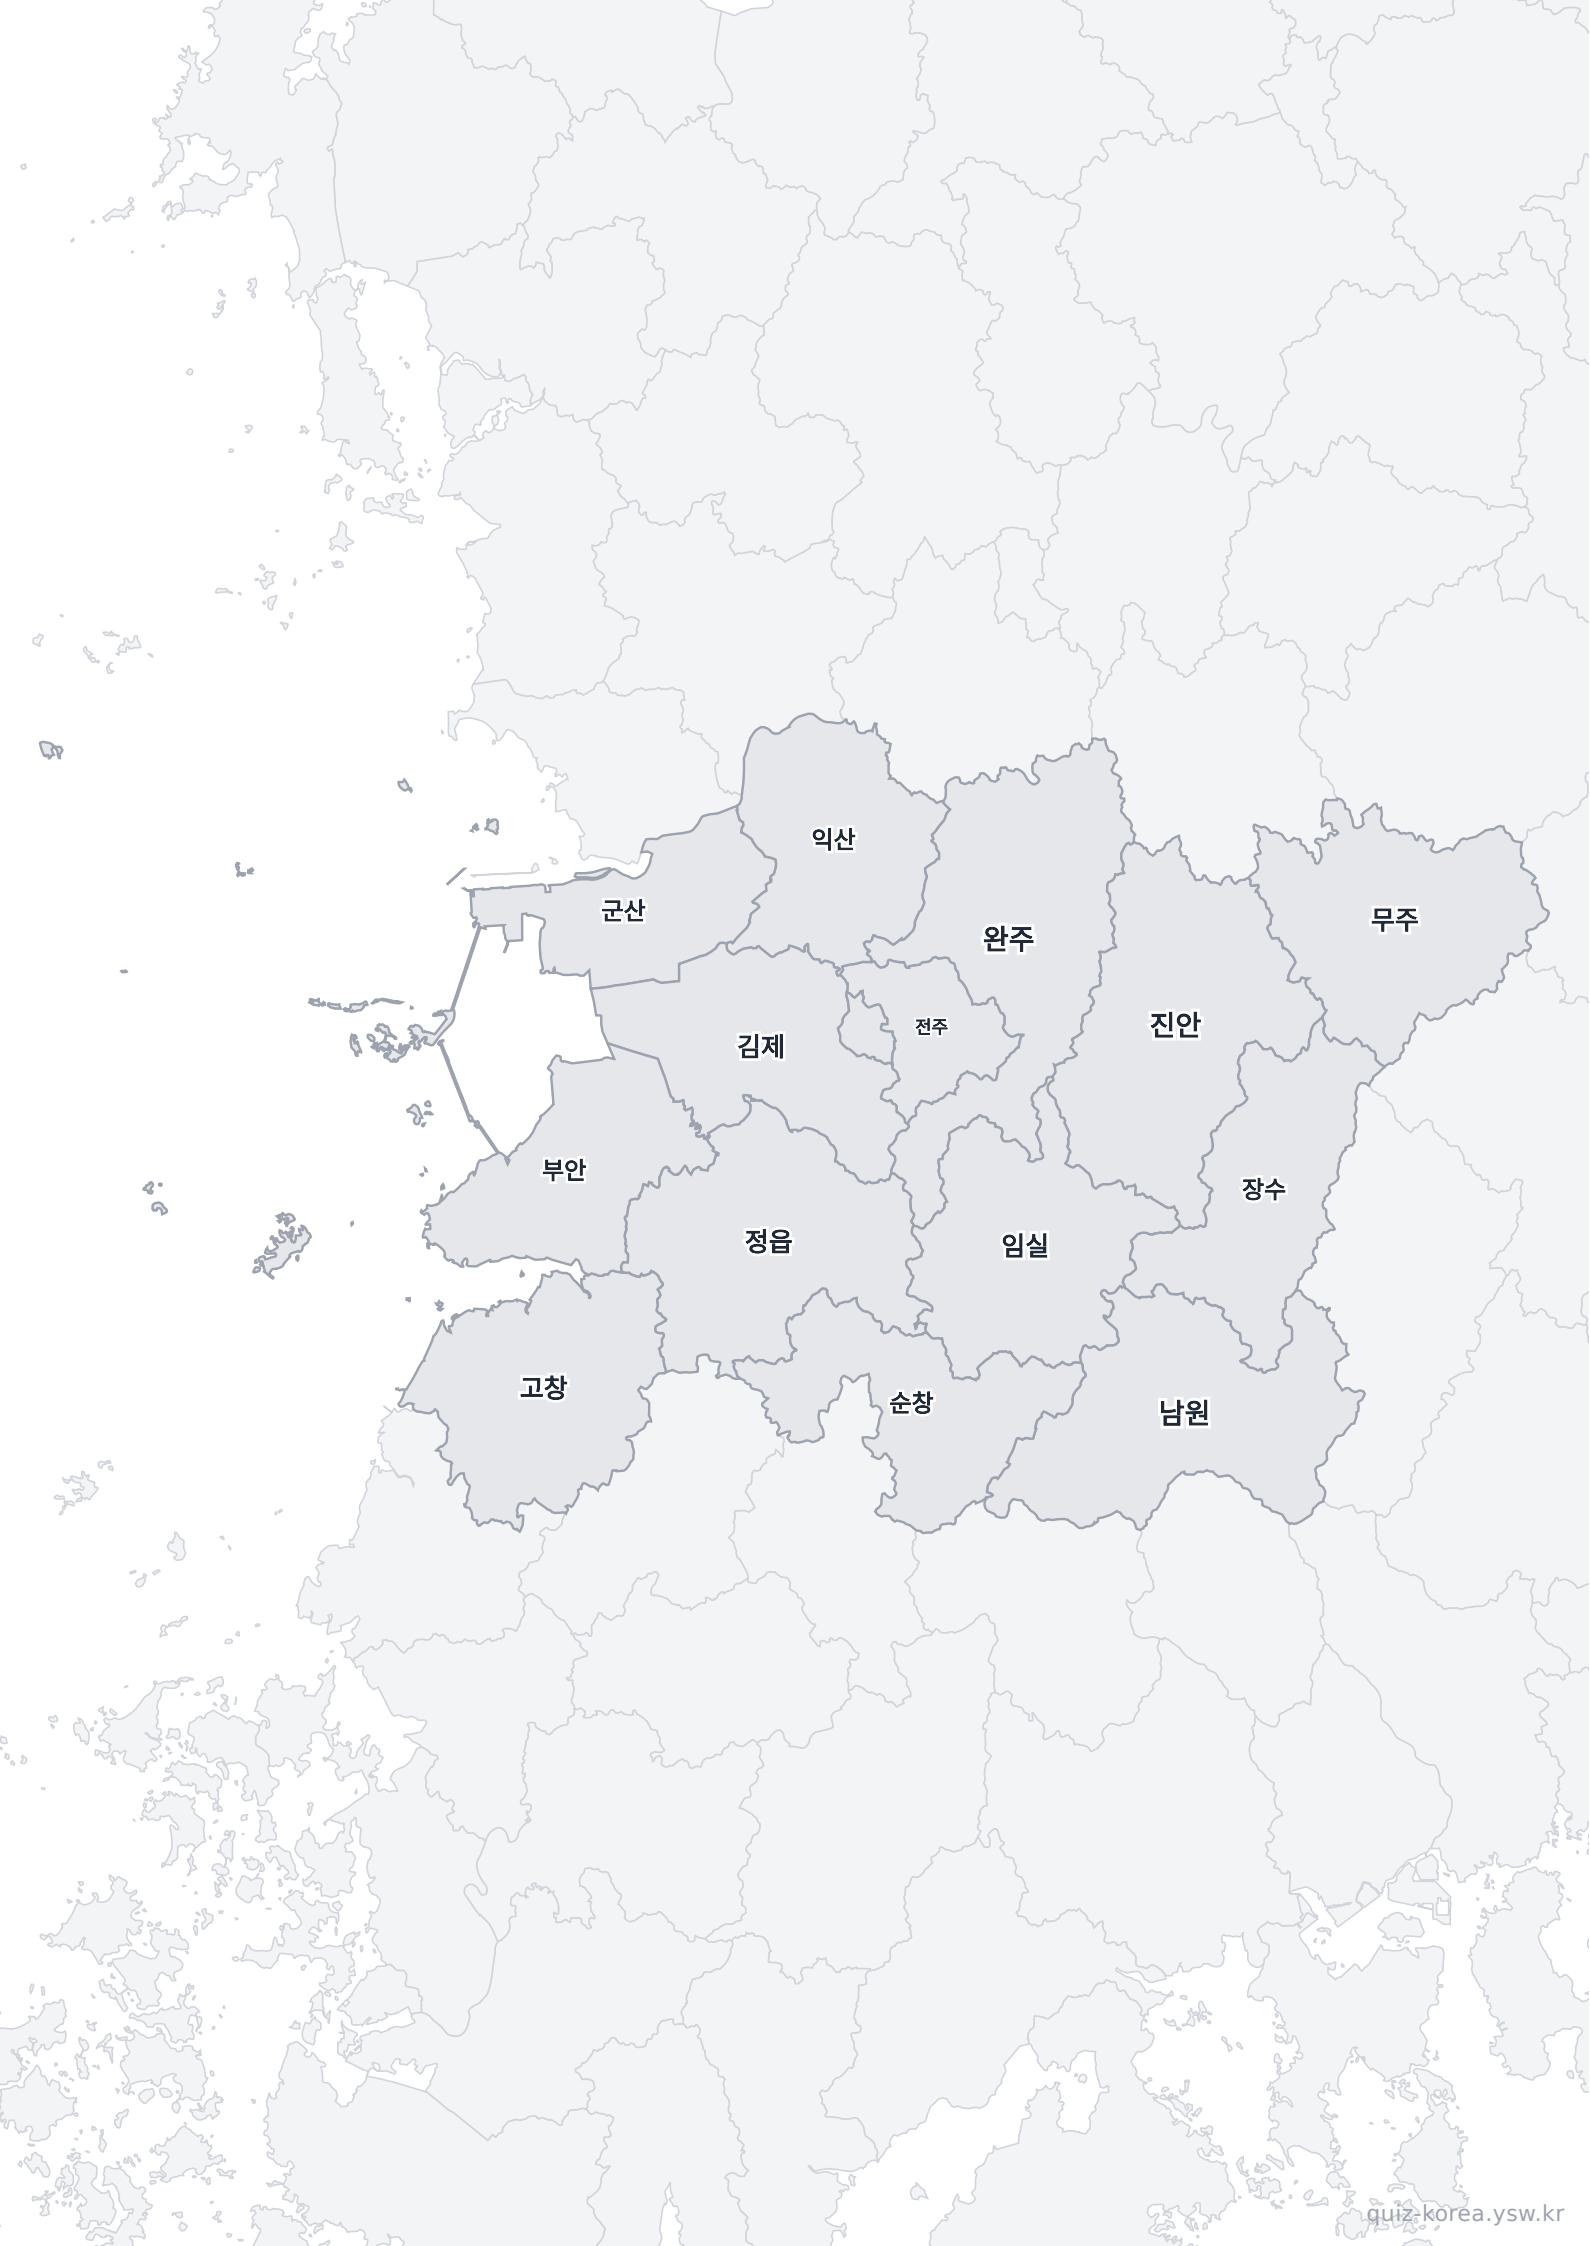 익산
군산
무주
완주
진안
전주
김제
부안
장수
정읍
임실
고창
순창
남원
quiz-korea.ysw.kr